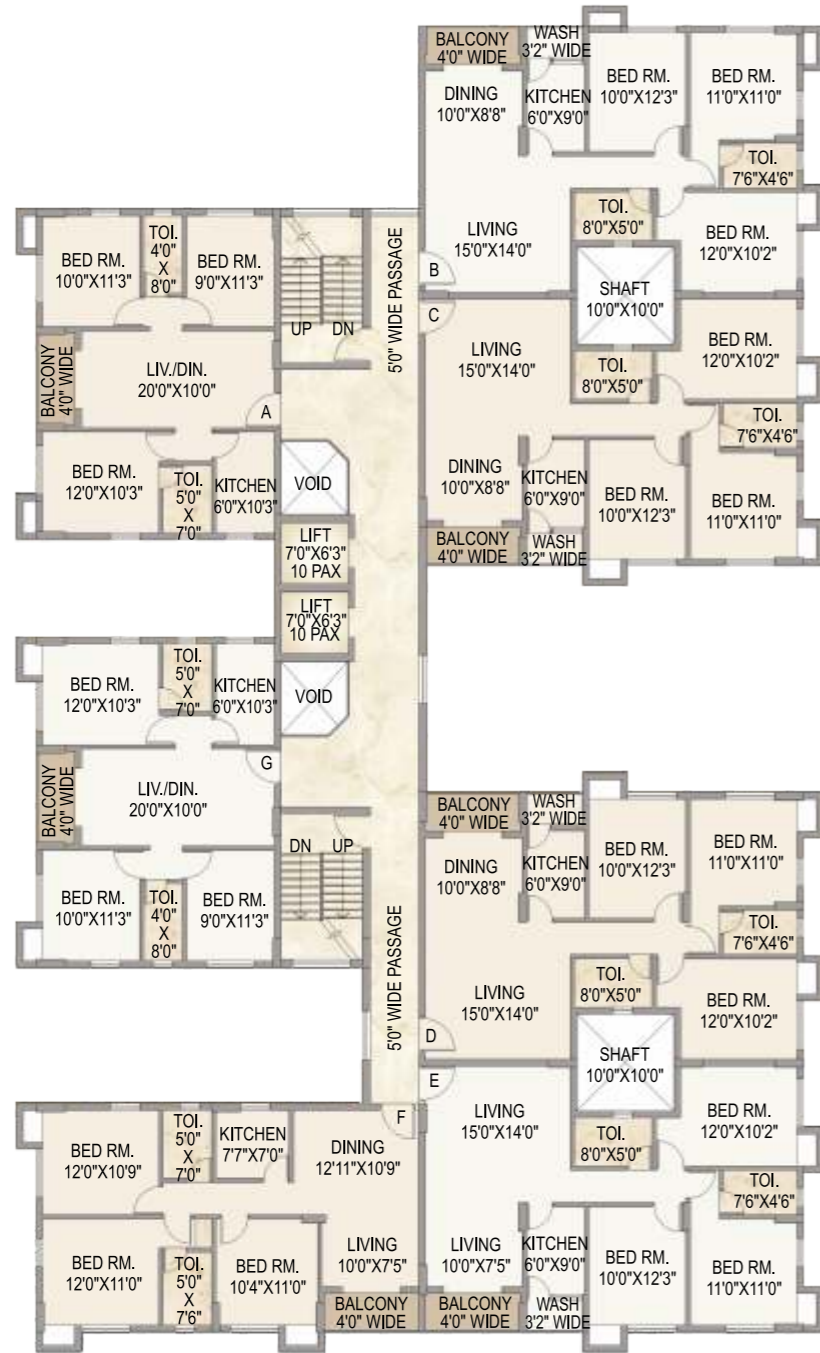 BALCONY
4'0" WIDE
WASH
3'2" WIDE
DINING
10'0"X8'8"
KITCHEN
6'0"X9'0"
BED RM.
10'0"X12'3"
BED RM.
11'0"X11'0"
TOI.
7'6"X4'6"
LIVING
15'0"X14'0"
TOI.
8'0"X5'0"
BED RM.
12'0"X10'2"
B
SHAFT
10'0"X10'0"
C
LIVING
15'0"X14'0"
TOI.
8'0"X5'0"
BED RM.
12'0"X10'2"
TOI.
7'6"X4'6"
DINING
10'0"X8'8"
KITCHEN
6'0"X9'0"
BED RM.
10'0"X12'3"
BED RM.
11'0"X11'0"
BALCONY
4'0" WIDE
WASH
3'2" WIDE
BED RM.
10'0"X11'3"
TOI.
4'0"
X
8'0"
BED RM.
9'0"X11'3"
UP
DN
5'0" WIDE PASSAGE
BALCONY
4'0" WIDE
LIV./DIN.
20'0"X10'0"
A
BED RM.
12'0"X10'3"
TOI.
5'0"
X
7'0"
KITCHEN
6'0"X10'3"
VOID
LIFT
7'0"X6'3"
10 PAX
LIFT
7'0"X6'3"
10 PAX
VOID
BED RM.
12'0"X10'3"
TOI.
5'0"
X
7'0"
KITCHEN
6'0"X10'3"
G
BALCONY
4'0" WIDE
LIV./DIN.
20'0"X10'0"
BED RM.
10'0"X11'3"
TOI.
4'0"
X
8'0"
BED RM.
9'0"X11'3"
DN
UP
5'0" WIDE PASSAGE
BALCONY
4'0" WIDE
WASH
3'2" WIDE
DINING
10'0"X8'8"
KITCHEN
6'0"X9'0"
BED RM.
10'0"X12'3"
BED RM.
11'0"X11'0"
TOI.
7'6"X4'6"
LIVING
15'0"X14'0"
TOI.
8'0"X5'0"
BED RM.
12'0"X10'2"
D
SHAFT
10'0"X10'0"
E
LIVING
15'0"X14'0"
TOI.
8'0"X5'0"
BED RM.
12'0"X10'2"
TOI.
7'6"X4'6"
LIVING
10'0"X7'5"
KITCHEN
6'0"X9'0"
BED RM.
10'0"X12'3"
BED RM.
11'0"X11'0"
BALCONY
4'0" WIDE
WASH
3'2" WIDE
F
BED RM.
12'0"X10'9"
TOI.
5'0"
X
7'0"
KITCHEN
7'7"X7'0"
DINING
12'11"X10'9"
BED RM.
12'0"X11'0"
TOI.
5'0"
X
7'6"
BED RM.
10'4"X11'0"
LIVING
10'0"X7'5"
BALCONY
4'0" WIDE